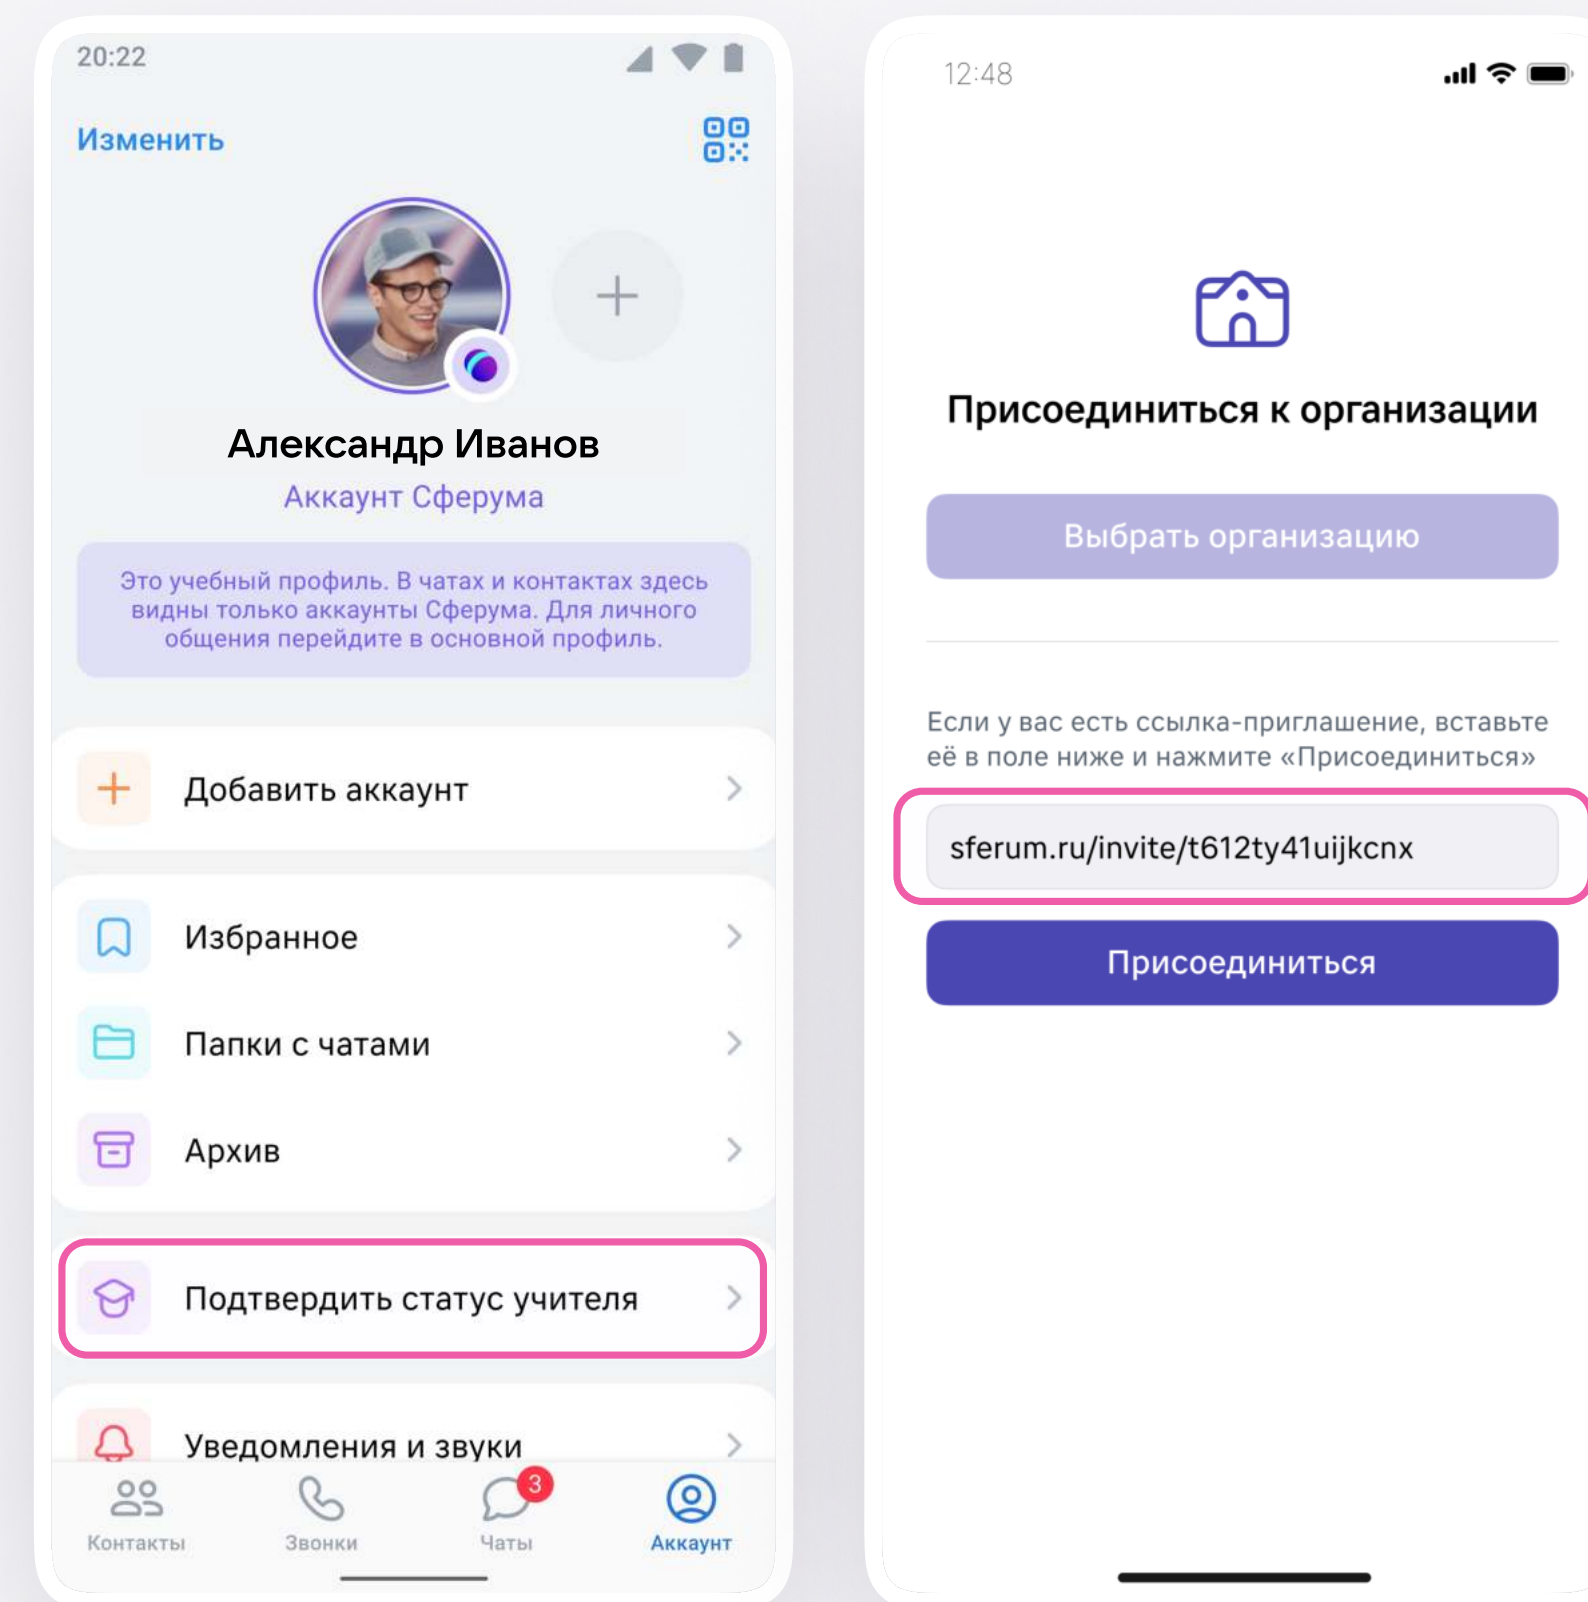 20:22
Изменить
Александр Иванов
Аккаунт Сферума
Это учебный профиль. В чатах и контактах здесь
видны только аккаунты Сферума. Для личного
общения перейдите в основной профиль.
Добавить аккаунт
Избранное
Папки с чатами
Архив
Подтвердить статус учителя
Уведомления и звуки
3
Контакты
Звонки
Чаты
Аккаунт
12:48
Присоединиться к организации
Выбрать организацию
Если у вас есть ссылка-приглашение, вставьте
её в поле ниже и нажмите «Присоединиться»
sferum.ru/invite/t612ty41uijkcnx
Присоединиться